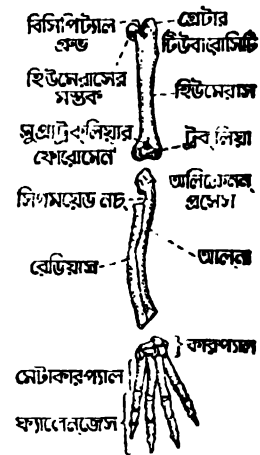 বিসিপিট্যাল
গ্রুভ
গ্রেটার
টিউবারোসিটি
হিউমেরাসের
মস্তক
হিউমেরাস
সুপ্রাট্রক্লিয়ার
ফোরামেন
ট্রক্লিয়া
সিগময়েড নচ্
অলিক্রেনন্
প্রসেস
রেডিয়াস
আলনা
কারপ্যাল
মেটাকারপ্যাল
ফ্যালেনজেস